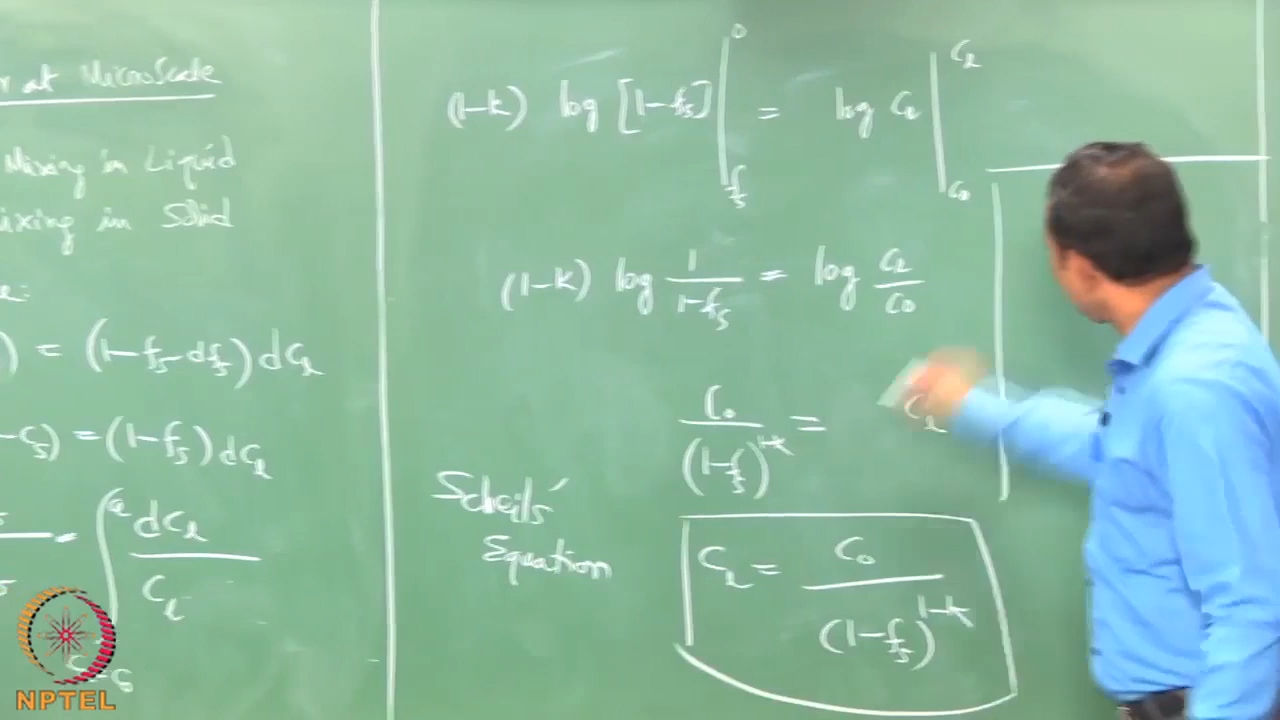 r at MicroScale
Mixing in Liquid
ixing in Solid
) = (1-fs-dfs) dCl
-Cs) = (1-fs) dCl
= ∫ dCl / Cl
(1-k) log [1-fs] |0 fs = log Cl |Cl C0
(1-k) log 1/(1-fs) = log Cl/C0
C0/(1-fs)^1-k = Cl
Scheil's
Equation
Cl = C0/(1-fs)^1-k
NPTEL